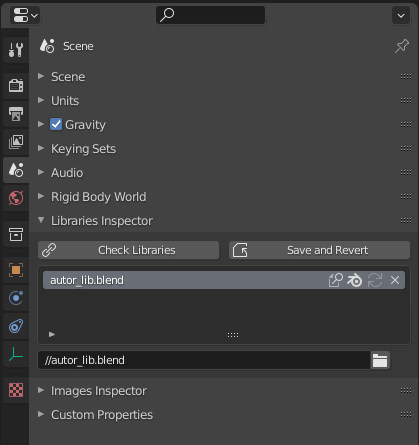 Scene
Scene
Units
Gravity
Keying Sets
Audio
Rigid Body World
Libraries Inspector
Check Libraries
Save and Revert
autor_lib.blend
//autor_lib.blend
Images Inspector
Custom Properties